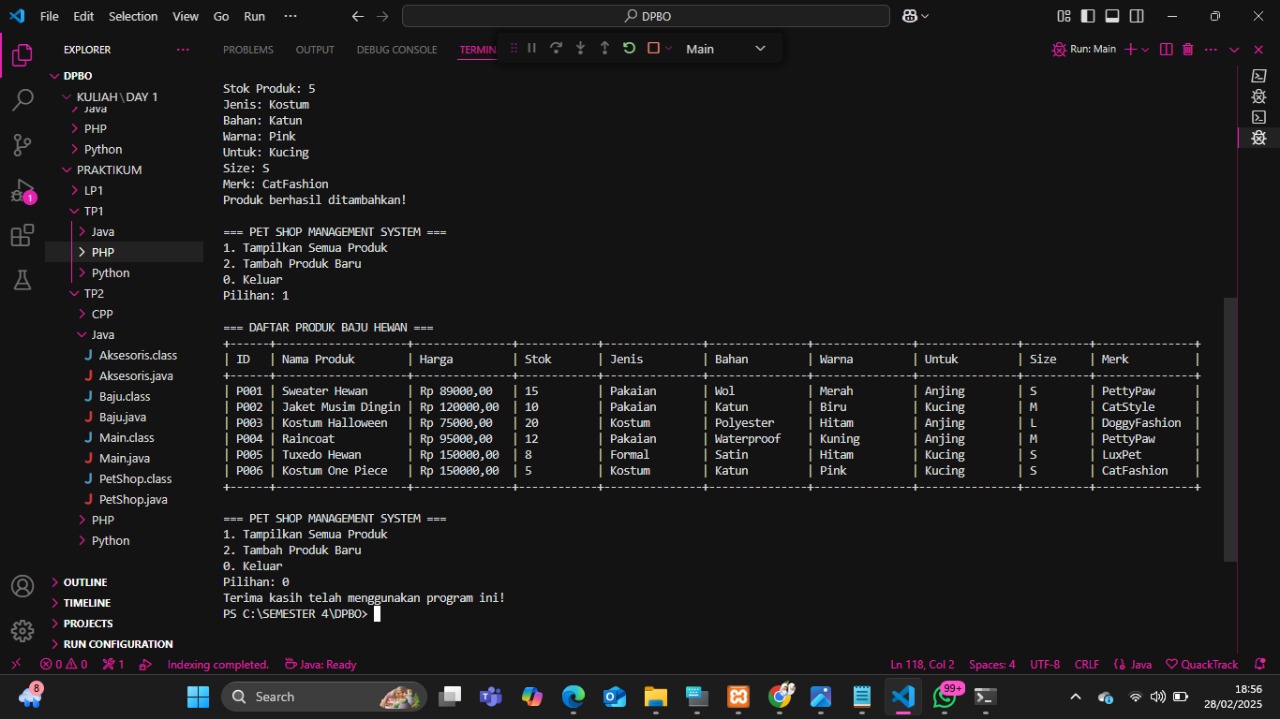 File Edit Selection View Go Run ··· DPBO
EXPLORER ···
PROBLEMS OUTPUT DEBUG CONSOLE TERMIN Main Run: Main
DPBO
KULIAH \ DAY 1
Java
PHP
Python
PRAKTIKUM
LP1
TP1
Java
PHP
Python
TP2
CPP
Java
Aksesoris.class
Aksesoris.java
Baju.class
Baju.java
Main.class
Main.java
PetShop.class
PetShop.java
PHP
Python
OUTLINE
TIMELINE
PROJECTS
RUN CONFIGURATION
1
Stok Produk: 5
Jenis: Kostum
Bahan: Katun
Warna: Pink
Untuk: Kucing
Size: S
Merk: CatFashion
Produk berhasil ditambahkan!
=== PET SHOP MANAGEMENT SYSTEM ===
1. Tampilkan Semua Produk
2. Tambah Produk Baru
0. Keluar
Pilihan: 1
=== DAFTAR PRODUK BAJU HEWAN ===
| ID | Nama Produk | Harga | Stok | Jenis | Bahan | Warna | Untuk | Size | Merk |
| P001 | Sweater Hewan | Rp 89000,00 | 15 | Pakaian | Wol | Merah | Anjing | S | PettyPaw |
| P002 | Jaket Musim Dingin | Rp 120000,00 | 10 | Pakaian | Katun | Biru | Kucing | M | CatStyle |
| P003 | Kostum Halloween | Rp 75000,00 | 20 | Kostum | Polyester | Hitam | Anjing | L | DoggyFashion |
| P004 | Raincoat | Rp 95000,00 | 12 | Pakaian | Waterproof | Kuning | Anjing | M | PettyPaw |
| P005 | Tuxedo Hewan | Rp 150000,00 | 8 | Formal | Satin | Hitam | Kucing | S | LuxPet |
| P006 | Kostum One Piece | Rp 150000,00 | 5 | Kostum | Katun | Pink | Kucing | S | CatFashion |
=== PET SHOP MANAGEMENT SYSTEM ===
1. Tampilkan Semua Produk
2. Tambah Produk Baru
0. Keluar
Pilihan: 0
Terima kasih telah menggunakan program ini!
PS C:\SEMESTER 4\DPBO>
0 0 1 Indexing completed. Java: Ready Ln 118, Col 2 Spaces: 4 UTF-8 CRLF {} Java QuackTrack
8 Search 99+ 18:56
28/02/2025